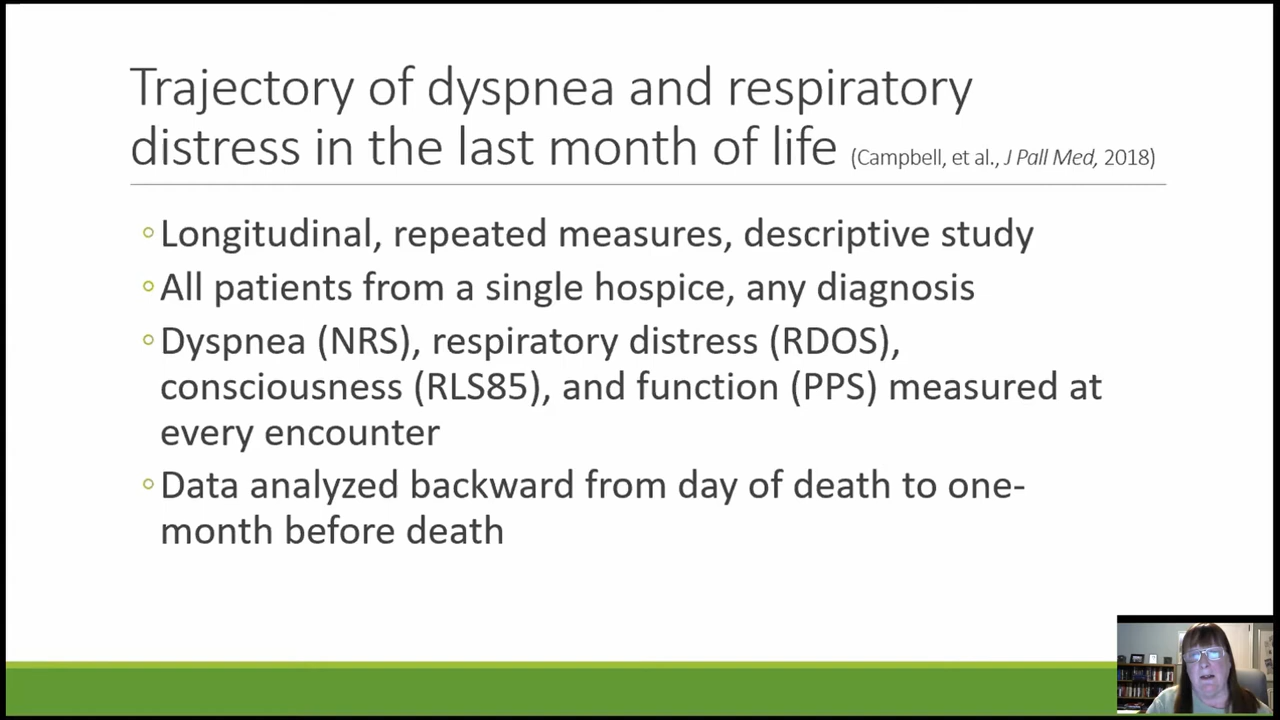 Trajectory of dyspnea and respiratory
distress in the last month of life (Campbell, et al., J Pall Med, 2018)
◦Longitudinal, repeated measures, descriptive study
◦All patients from a single hospice, any diagnosis
◦Dyspnea (NRS), respiratory distress (RDOS),
consciousness (RLS85), and function (PPS) measured at
every encounter
◦Data analyzed backward from day of death to one-
month before death